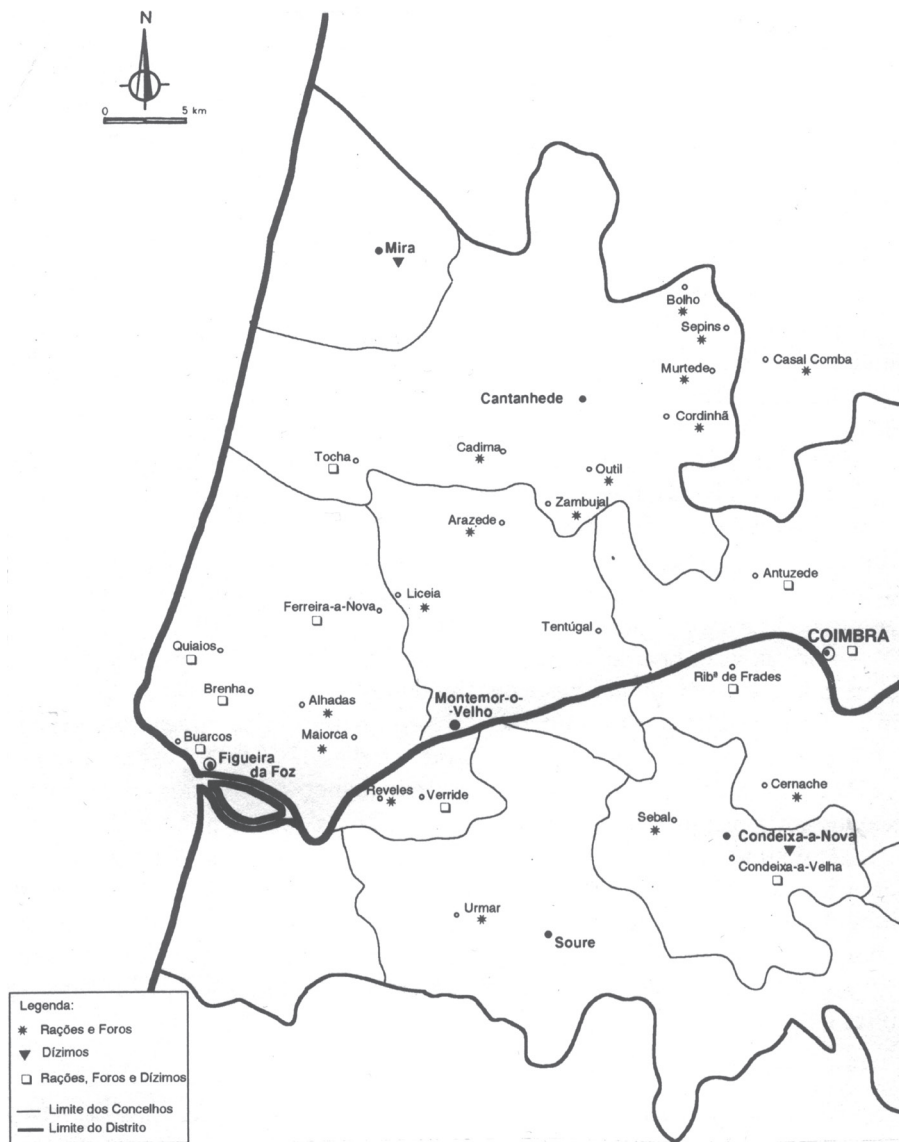 N
0 5 km
Mira
Bolho
Sepins
Casal Comba
Murtede
Cantanhede
Cordinhã
Cadima
Tocha
Outil
Zambujal
Arazede
Antuzede
Liceia
Ferreira-a-Nova
Tentúgal
COIMBRA
Quiaios
Ribª de Frades
Brenha
Alhadas
Montemor-o-
-Velho
Maiorca
Buarcos
Figueira
da Foz
Cernache
Reveles
Verride
Sebal
Condeixa-a-Nova
Condeixa-a-Velha
Urmar
Soure
Legenda:
Rações e Foros
Dízimos
Rações, Foros e Dízimos
Limite dos Concelhos
Limite do Distrito